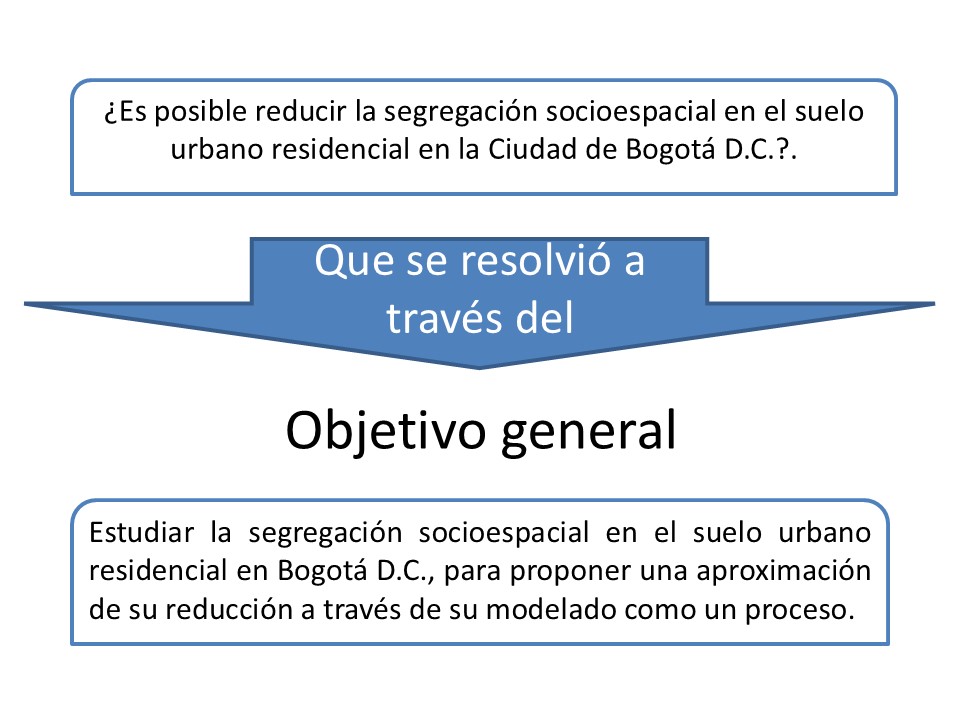 ¿Es posible reducir la segregación socioespacial en el suelo
urbano residencial en la Ciudad de Bogotá D.C.?.
Que se resolvió a
través del
Objetivo general
Estudiar la segregación socioespacial en el suelo urbano
residencial en Bogotá D.C., para proponer una aproximación
de su reducción a través de su modelado como un proceso.